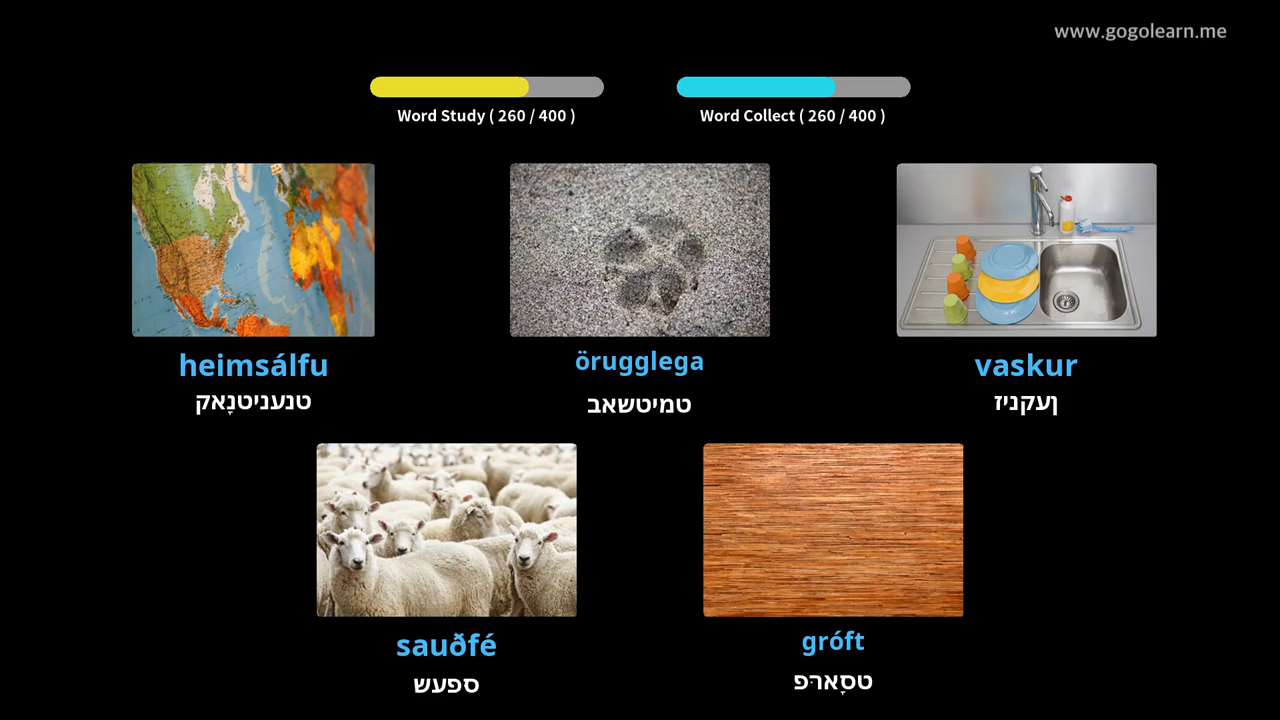 www.gogolearn.me
Word Study ( 260 / 400 )
Word Collect ( 260 / 400 )
heimsálfu
טנעניטנָאק
örugglega
טמיטשאב
vaskur
ןעקניז
sauðfé
ספעש
gróft
טסָארּפ